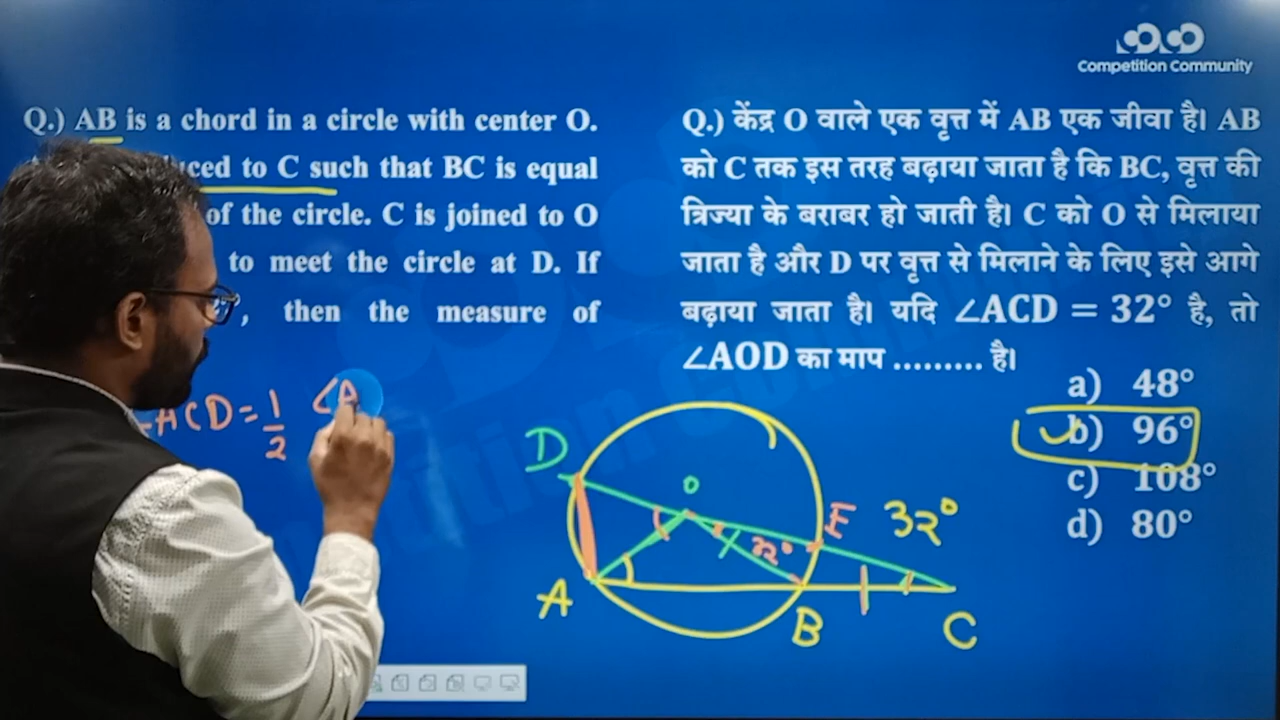 Competition Community
Q.) AB is a chord in a circle with center O.
ced to C such that BC is equal
of the circle. C is joined to O
to meet the circle at D. If
, then the measure of
Q.) केंद्र O वाले एक वृत्त में AB एक जीवा है। AB
को C तक इस तरह बढ़ाया जाता है कि BC, वृत्त की
त्रिज्या के बराबर हो जाती है। C को O से मिलाया
जाता है और D पर वृत्त से मिलाने के लिए इसे आगे
बढ़ाया जाता है। यदि ∠ACD = 32° है, तो
∠AOD का माप ......... है।
a) 48°
b) 96°
c) 108°
d) 80°
ACD = 1/2 ∠A
D
O
E
32°
32°
A
B
C